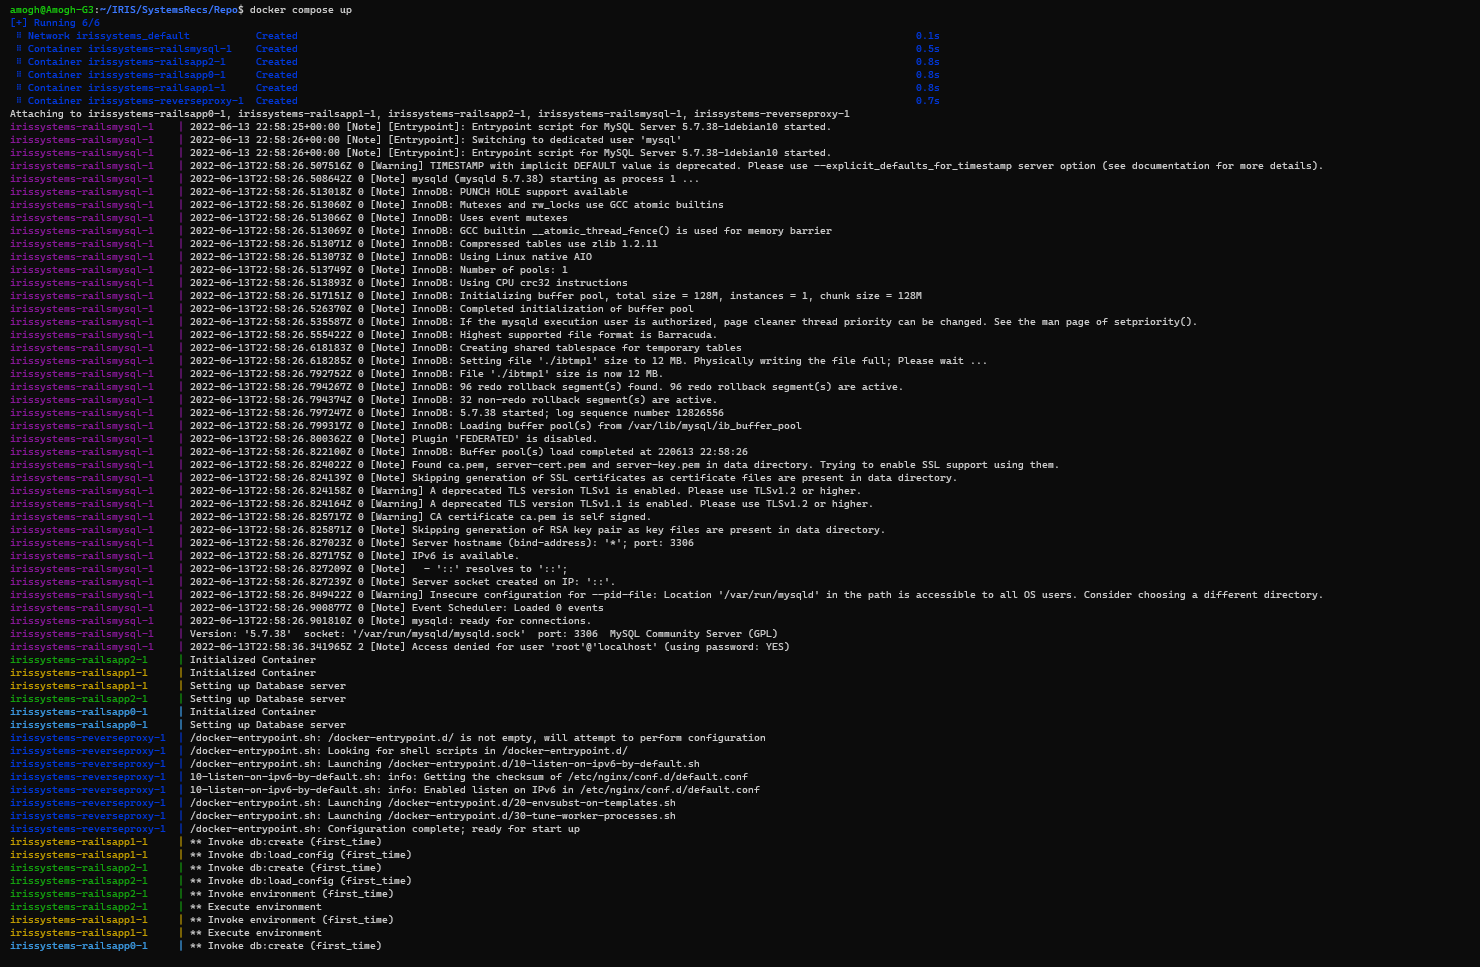 amogh@Amogh-G3:~/IRIS/SystemsRecs/Repo$ docker compose up
[+] Running 6/6
⠿ Network irissystems_default Created 0.1s
⠿ Container irissystems-railsmysql-1 Created 0.5s
⠿ Container irissystems-railsapp2-1 Created 0.8s
⠿ Container irissystems-railsapp0-1 Created 0.8s
⠿ Container irissystems-railsapp1-1 Created 0.8s
⠿ Container irissystems-reverseproxy-1 Created 0.7s
Attaching to irissystems-railsapp0-1, irissystems-railsapp1-1, irissystems-railsapp2-1, irissystems-railsmysql-1, irissystems-reverseproxy-1
irissystems-railsmysql-1 | 2022-06-13 22:58:25+00:00 [Note] [Entrypoint]: Entrypoint script for MySQL Server 5.7.38-1debian10 started.
irissystems-railsmysql-1 | 2022-06-13 22:58:26+00:00 [Note] [Entrypoint]: Switching to dedicated user 'mysql'
irissystems-railsmysql-1 | 2022-06-13 22:58:26+00:00 [Note] [Entrypoint]: Entrypoint script for MySQL Server 5.7.38-1debian10 started.
irissystems-railsmysql-1 | 2022-06-13T22:58:26.507516Z 0 [Warning] TIMESTAMP with implicit DEFAULT value is deprecated. Please use --explicit_defaults_for_timestamp server option (see documentation for more details).
irissystems-railsmysql-1 | 2022-06-13T22:58:26.508642Z 0 [Note] mysqld (mysqld 5.7.38) starting as process 1 ...
irissystems-railsmysql-1 | 2022-06-13T22:58:26.513018Z 0 [Note] InnoDB: PUNCH HOLE support available
irissystems-railsmysql-1 | 2022-06-13T22:58:26.513060Z 0 [Note] InnoDB: Mutexes and rw_locks use GCC atomic builtins
irissystems-railsmysql-1 | 2022-06-13T22:58:26.513066Z 0 [Note] InnoDB: Uses event mutexes
irissystems-railsmysql-1 | 2022-06-13T22:58:26.513069Z 0 [Note] InnoDB: GCC builtin __atomic_thread_fence() is used for memory barrier
irissystems-railsmysql-1 | 2022-06-13T22:58:26.513071Z 0 [Note] InnoDB: Compressed tables use zlib 1.2.11
irissystems-railsmysql-1 | 2022-06-13T22:58:26.513073Z 0 [Note] InnoDB: Using Linux native AIO
irissystems-railsmysql-1 | 2022-06-13T22:58:26.513749Z 0 [Note] InnoDB: Number of pools: 1
irissystems-railsmysql-1 | 2022-06-13T22:58:26.513893Z 0 [Note] InnoDB: Using CPU crc32 instructions
irissystems-railsmysql-1 | 2022-06-13T22:58:26.517151Z 0 [Note] InnoDB: Initializing buffer pool, total size = 128M, instances = 1, chunk size = 128M
irissystems-railsmysql-1 | 2022-06-13T22:58:26.526370Z 0 [Note] InnoDB: Completed initialization of buffer pool
irissystems-railsmysql-1 | 2022-06-13T22:58:26.535587Z 0 [Note] InnoDB: If the mysqld execution user is authorized, page cleaner thread priority can be changed. See the man page of setpriority().
irissystems-railsmysql-1 | 2022-06-13T22:58:26.555422Z 0 [Note] InnoDB: Highest supported file format is Barracuda.
irissystems-railsmysql-1 | 2022-06-13T22:58:26.618183Z 0 [Note] InnoDB: Creating shared tablespace for temporary tables
irissystems-railsmysql-1 | 2022-06-13T22:58:26.618285Z 0 [Note] InnoDB: Setting file './ibtmp1' size to 12 MB. Physically writing the file full; Please wait ...
irissystems-railsmysql-1 | 2022-06-13T22:58:26.792752Z 0 [Note] InnoDB: File './ibtmp1' size is now 12 MB.
irissystems-railsmysql-1 | 2022-06-13T22:58:26.794267Z 0 [Note] InnoDB: 96 redo rollback segment(s) found. 96 redo rollback segment(s) are active.
irissystems-railsmysql-1 | 2022-06-13T22:58:26.794374Z 0 [Note] InnoDB: 32 non-redo rollback segment(s) are active.
irissystems-railsmysql-1 | 2022-06-13T22:58:26.797247Z 0 [Note] InnoDB: 5.7.38 started; log sequence number 12826556
irissystems-railsmysql-1 | 2022-06-13T22:58:26.799317Z 0 [Note] InnoDB: Loading buffer pool(s) from /var/lib/mysql/ib_buffer_pool
irissystems-railsmysql-1 | 2022-06-13T22:58:26.800362Z 0 [Note] Plugin 'FEDERATED' is disabled.
irissystems-railsmysql-1 | 2022-06-13T22:58:26.822100Z 0 [Note] InnoDB: Buffer pool(s) load completed at 220613 22:58:26
irissystems-railsmysql-1 | 2022-06-13T22:58:26.824022Z 0 [Note] Found ca.pem, server-cert.pem and server-key.pem in data directory. Trying to enable SSL support using them.
irissystems-railsmysql-1 | 2022-06-13T22:58:26.824139Z 0 [Note] Skipping generation of SSL certificates as certificate files are present in data directory.
irissystems-railsmysql-1 | 2022-06-13T22:58:26.824158Z 0 [Warning] A deprecated TLS version TLSv1 is enabled. Please use TLSv1.2 or higher.
irissystems-railsmysql-1 | 2022-06-13T22:58:26.824164Z 0 [Warning] A deprecated TLS version TLSv1.1 is enabled. Please use TLSv1.2 or higher.
irissystems-railsmysql-1 | 2022-06-13T22:58:26.825717Z 0 [Warning] CA certificate ca.pem is self signed.
irissystems-railsmysql-1 | 2022-06-13T22:58:26.825871Z 0 [Note] Skipping generation of RSA key pair as key files are present in data directory.
irissystems-railsmysql-1 | 2022-06-13T22:58:26.827023Z 0 [Note] Server hostname (bind-address): '*'; port: 3306
irissystems-railsmysql-1 | 2022-06-13T22:58:26.827175Z 0 [Note] IPv6 is available.
irissystems-railsmysql-1 | 2022-06-13T22:58:26.827209Z 0 [Note]   - '::' resolves to '::';
irissystems-railsmysql-1 | 2022-06-13T22:58:26.827239Z 0 [Note] Server socket created on IP: '::'.
irissystems-railsmysql-1 | 2022-06-13T22:58:26.849422Z 0 [Warning] Insecure configuration for --pid-file: Location '/var/run/mysqld' in the path is accessible to all OS users. Consider choosing a different directory.
irissystems-railsmysql-1 | 2022-06-13T22:58:26.900877Z 0 [Note] Event Scheduler: Loaded 0 events
irissystems-railsmysql-1 | 2022-06-13T22:58:26.901810Z 0 [Note] mysqld: ready for connections.
irissystems-railsmysql-1 | Version: '5.7.38'  socket: '/var/run/mysqld/mysqld.sock'  port: 3306  MySQL Community Server (GPL)
irissystems-railsmysql-1 | 2022-06-13T22:58:36.341965Z 2 [Note] Access denied for user 'root'@'localhost' (using password: YES)
irissystems-railsapp2-1 | Initialized Container
irissystems-railsapp1-1 | Initialized Container
irissystems-railsapp1-1 | Setting up Database server
irissystems-railsapp2-1 | Setting up Database server
irissystems-railsapp0-1 | Initialized Container
irissystems-railsapp0-1 | Setting up Database server
irissystems-reverseproxy-1 | /docker-entrypoint.sh: /docker-entrypoint.d/ is not empty, will attempt to perform configuration
irissystems-reverseproxy-1 | /docker-entrypoint.sh: Looking for shell scripts in /docker-entrypoint.d/
irissystems-reverseproxy-1 | /docker-entrypoint.sh: Launching /docker-entrypoint.d/10-listen-on-ipv6-by-default.sh
irissystems-reverseproxy-1 | 10-listen-on-ipv6-by-default.sh: info: Getting the checksum of /etc/nginx/conf.d/default.conf
irissystems-reverseproxy-1 | 10-listen-on-ipv6-by-default.sh: info: Enabled listen on IPv6 in /etc/nginx/conf.d/default.conf
irissystems-reverseproxy-1 | /docker-entrypoint.sh: Launching /docker-entrypoint.d/20-envsubst-on-templates.sh
irissystems-reverseproxy-1 | /docker-entrypoint.sh: Launching /docker-entrypoint.d/30-tune-worker-processes.sh
irissystems-reverseproxy-1 | /docker-entrypoint.sh: Configuration complete; ready for start up
irissystems-railsapp1-1 | ** Invoke db:create (first_time)
irissystems-railsapp1-1 | ** Invoke db:load_config (first_time)
irissystems-railsapp2-1 | ** Invoke db:create (first_time)
irissystems-railsapp2-1 | ** Invoke db:load_config (first_time)
irissystems-railsapp2-1 | ** Invoke environment (first_time)
irissystems-railsapp2-1 | ** Execute environment
irissystems-railsapp1-1 | ** Invoke environment (first_time)
irissystems-railsapp1-1 | ** Execute environment
irissystems-railsapp0-1 | ** Invoke db:create (first_time)